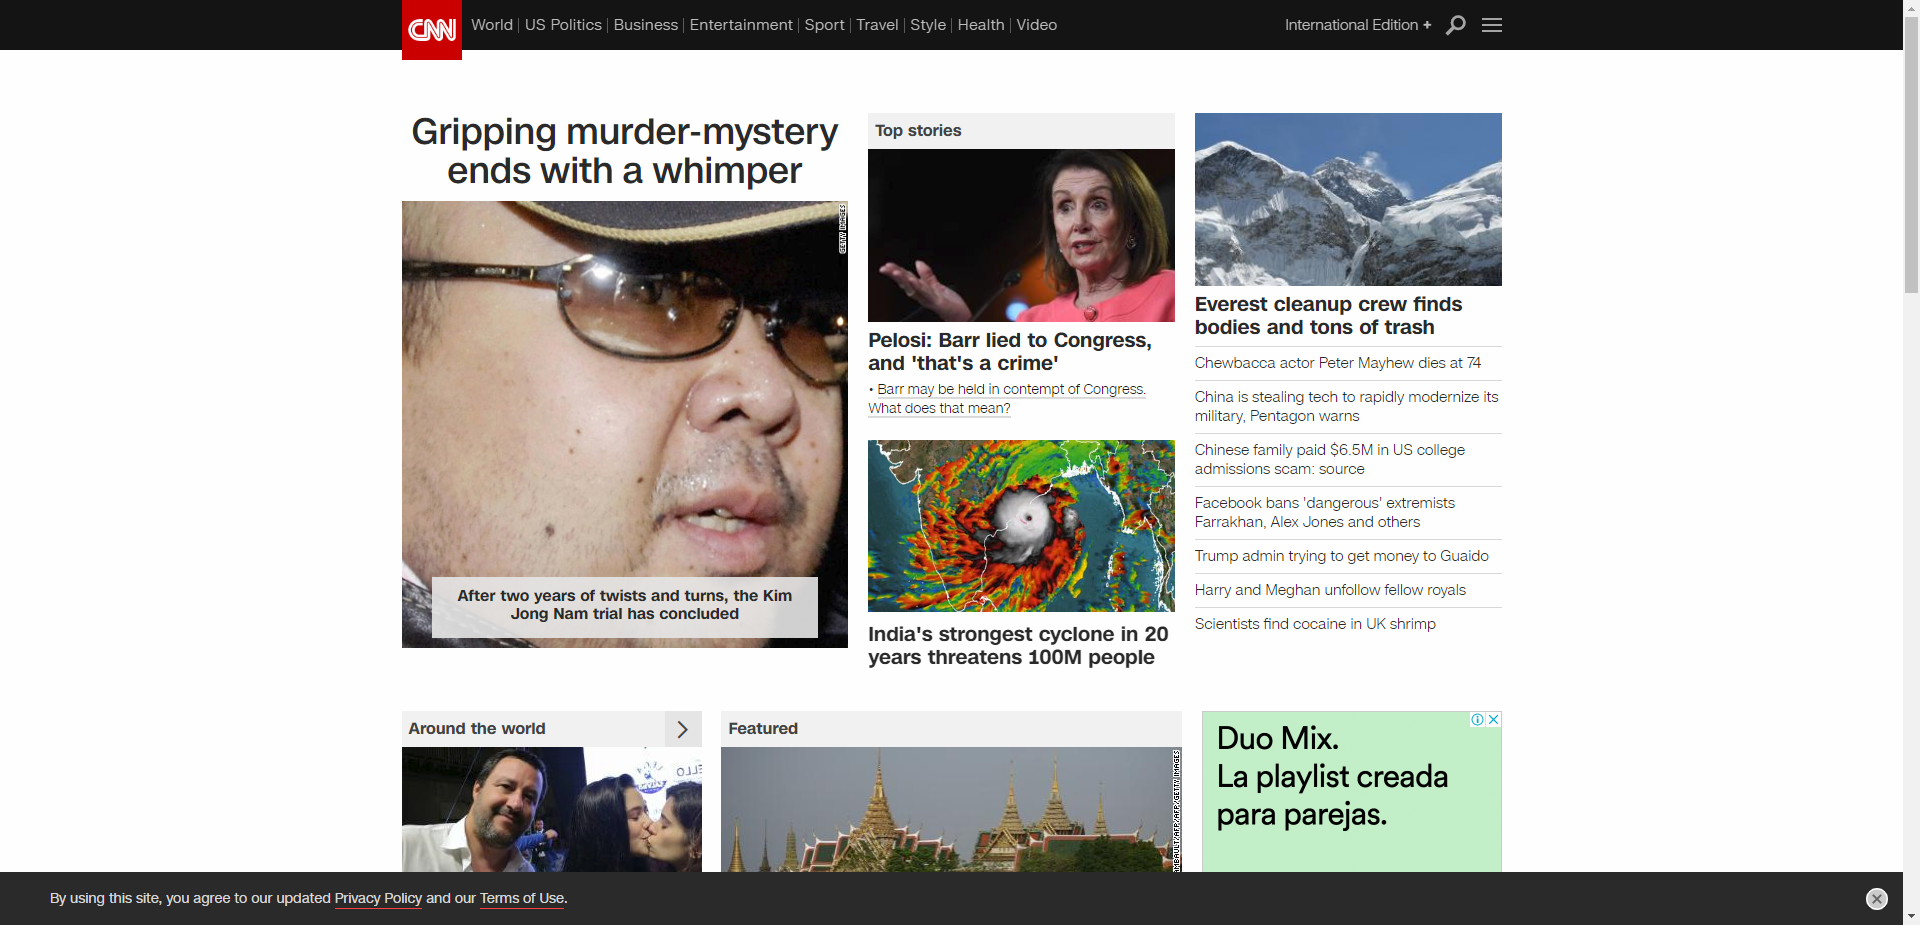 CNN
World
US Politics
Business
Entertainment
Sport
Travel
Style
Health
Video
International Edition +
Gripping murder-mystery
ends with a whimper
GETTY IMAGES
After two years of twists and turns, the Kim
Jong Nam trial has concluded
Top stories
Pelosi: Barr lied to Congress,
and 'that's a crime'
• Barr may be held in contempt of Congress.
What does that mean?
India's strongest cyclone in 20
years threatens 100M people
Everest cleanup crew finds
bodies and tons of trash
Chewbacca actor Peter Mayhew dies at 74
China is stealing tech to rapidly modernize its
military, Pentagon warns
Chinese family paid $6.5M in US college
admissions scam: source
Facebook bans 'dangerous' extremists
Farrakhan, Alex Jones and others
Trump admin trying to get money to Guaido
Harry and Meghan unfollow fellow royals
Scientists find cocaine in UK shrimp
Around the world
Featured
/AFP/AFP/GETTY IMAGES
Duo Mix.
La playlist creada
para parejas.
By using this site, you agree to our updated Privacy Policy and our Terms of Use.